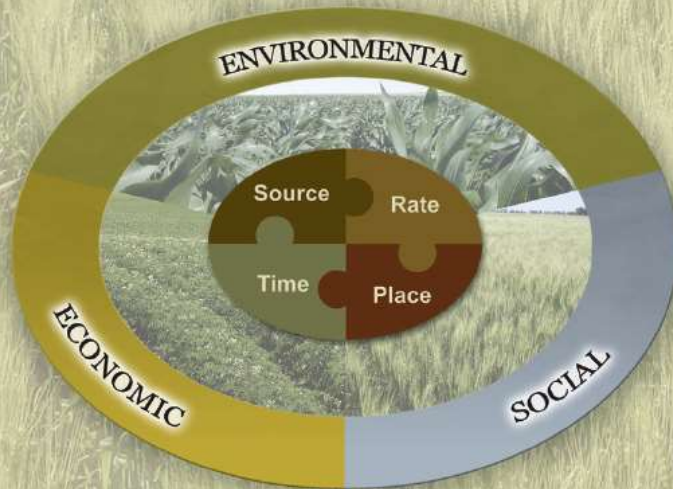 ENVIRONMENTAL
Source
Rate
Time
Place
ECONOMIC
SOCIAL